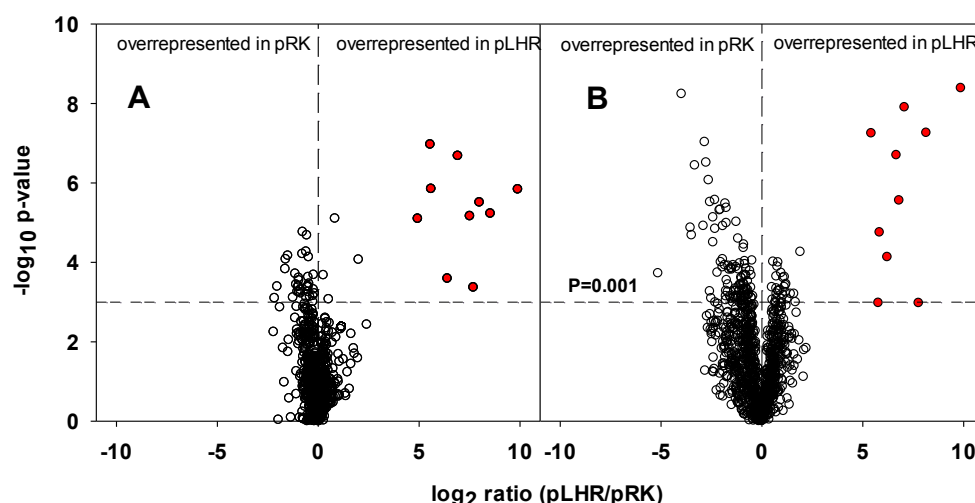 overrepresented in pRK
overrepresented in pLHR
overrepresented in pRK
overrepresented in pLHR
A
B
P=0.001
-log10 p-value
10
8
6
4
2
0
-10
-5
0
5
10
-10
-5
0
5
10
log2 ratio (pLHR/pRK)